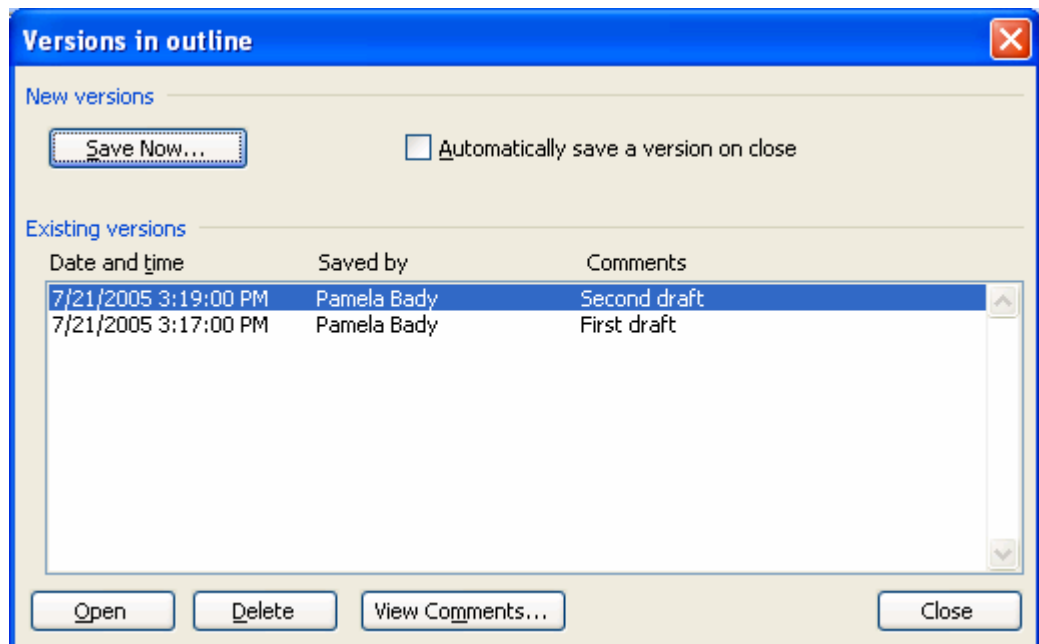 Versions in outline
New versions
Save Now... Automatically save a version on close
Existing versions
Date and time Saved by Comments
7/21/2005 3:19:00 PM Pamela Bady Second draft
7/21/2005 3:17:00 PM Pamela Bady First draft
Open Delete View Comments... Close